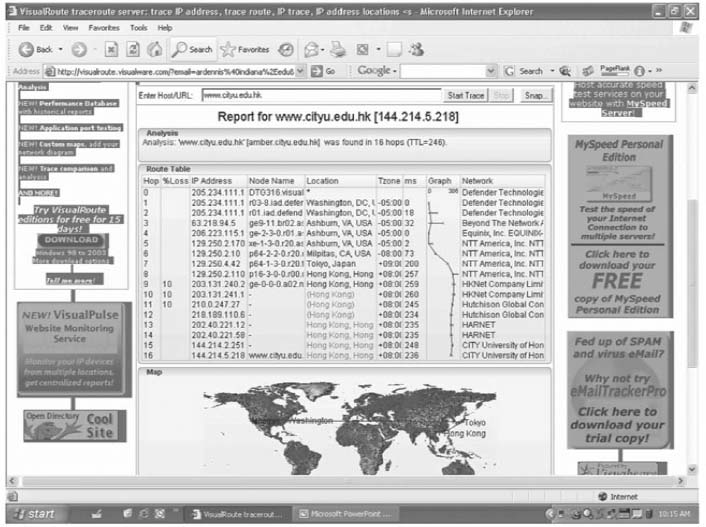 VisualRoute traceroute server: trace IP address, trace route, IP trace, IP address locations <s - Microsoft Internet Explorer
File Edit View Favorites Tools Help
Back Search Favorites
Address http://visualroute.visualware.com/?email=ardennis%40indiana%2Eedu& Go Google Search PageRank
Analysis
NEW! Performance Database
with historical reports
NEW! Application port testing
NEW! Custom maps, add your
network diagram
NEW! Trace comparison and
analysis
AND MORE!
Try VisualRoute
editions for free for 15
days!
DOWNLOAD
Windows 98 to 2003
More download options
Tell me more!
NEW! VisualPulse
Website Monitoring
Service
Monitor your IP devices
from multiple locations,
get centralized reports!
Open Directory Cool
Site
Enter Host/URL: www.cityu.edu.hk Start Trace Stop Snap...
Report for www.cityu.edu.hk [144.214.5.218]
Analysis
Analysis: 'www.cityu.edu.hk' [amber.cityu.edu.hk] was found in 16 hops (TTL=246).
Route Table
Hop %Loss IP Address Node Name Location Tzone ms Graph Network
0 306
0 205.234.111.1 DT0316.visual * Defender Technologie
1 205.234.111.1 r03-8.iad.defend Washington, DC, U -05:00 0 Defender Technologie
2 205.234.111.1 r01.iad.defend Washington, DC, U -05:00 18 Defender Technologie
3 63.218.94.5 ge9-11.br02.as Ashburn, VA, USA -05:00 32 Beyond The Network A
4 206.223.115.1 ge-2-3-0.r01.as Ashburn, VA, USA -05:00 0 Equinix, Inc. EQUINIX-
5 129.250.2.170 xe-1-3-0.r20.as Ashburn, VA, USA -05:00 2 NTT America, Inc. NTT
6 129.250.2.10 p64-2-2-0.r20. Milpitas, CA, USA -08:00 73 NTT America, Inc. NTT
7 129.250.4.42 p64-1-3-0.r20.t Tokyo, Japan +09:00 200 NTT America, Inc. NTT
8 129.250.2.110 p16-3-0-0.r00. Hong Kong, Hon +08:00 257 NTT America, Inc. NTT
9 10 203.131.240.2 ge-0-0-0.a02.n Hong Kong, Hon +08:00 259 HKNet Company Limi
10 10 203.131.241.1 - (Hong Kong) +08:00 260 HKNet Company Limi
11 10 210.0.247.27 - (Hong Kong) +08:00 245 Hutchison Global Con
12 218.189.110.6 - (Hong Kong) +08:00 234 Hutchison Global Con
13 202.40.221.12 - Hong Kong, Hon +08:00 235 HARNET
14 202.40.221.58 - Hong Kong, Hon +08:00 235 HARNET
15 144.214.2.251 - Hong Kong, Hon +08:00 248 CITY University of Hon
16 144.214.5.218 www.cityu.edu. Hong Kong, Hon +08:00 236 CITY University of Hon
Map
Washington
Tokyo
Hong Kong
Host accurate speed
test services on your
website with MySpeed
Server!
MySpeed Personal
Edition
MySpeed
Test the speed of
your Internet
Connection to
multiple servers!
Click here to
download your
FREE
copy of MySpeed
Personal Edition
Fed up of SPAM
and virus eMail?
Why not try
eMailTrackerPro
Click here to
download your
trial copy!
Internet
start VisualRoute tracerout... Microsoft PowerPoint ... 10:15 AM